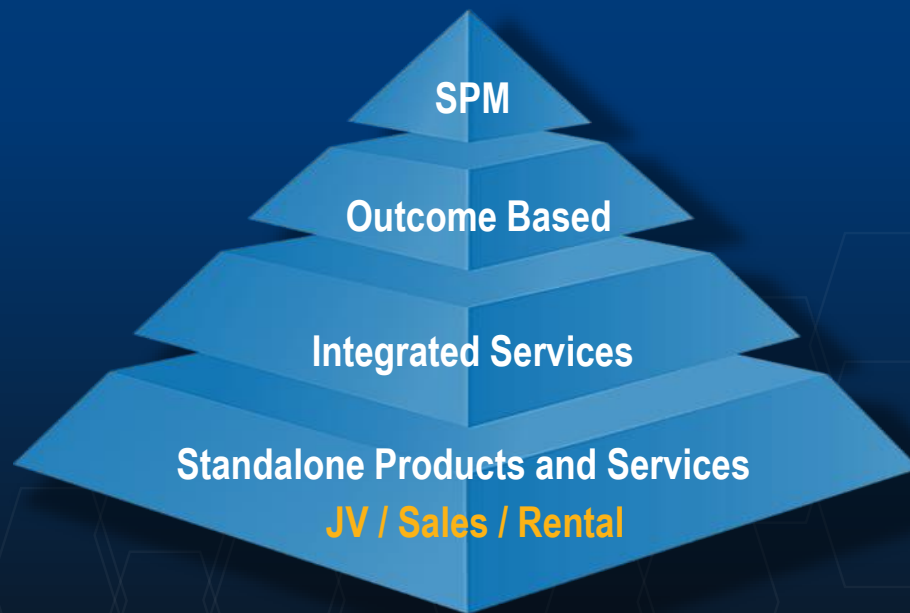 SPM
Outcome Based
Integrated Services
Standalone Products and Services
JV / Sales / Rental